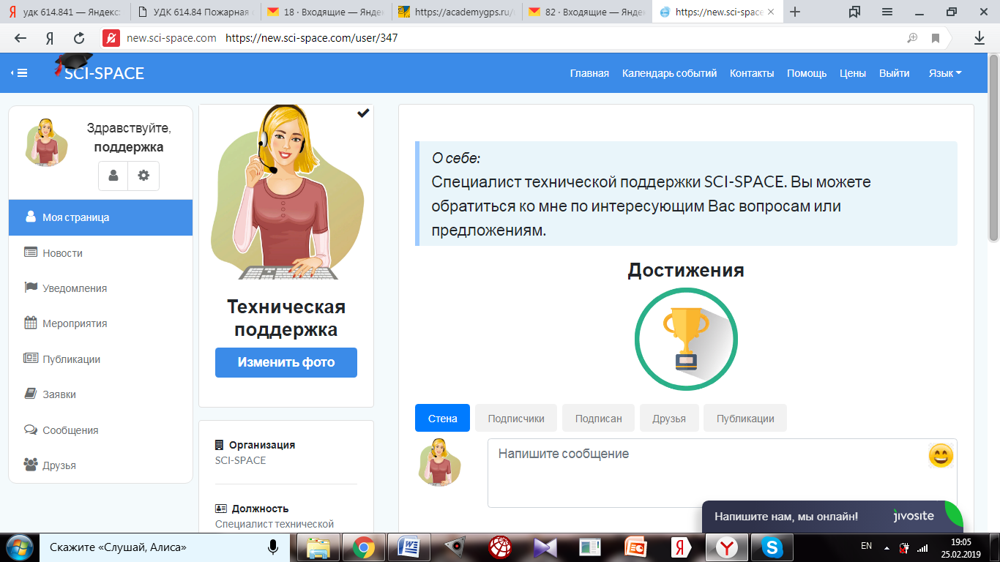 удк 614.841 — Яндекс:
УДК 614.84 Пожарная
18 · Входящие — Янде
https://academygps.ru/
82 · Входящие — Янде
https://new.sci-space
new.sci-space.com https://new.sci-space.com/user/347
SCI-SPACE
Главная Календарь событий Контакты Помощь Цены Выйти Язык
Здравствуйте,
поддержка
Моя страница
Новости
Уведомления
Мероприятия
Публикации
Заявки
Сообщения
Друзья
Техническая
поддержка
Изменить фото
Организация
SCI-SPACE
Должность
Специалист технической
О себе:
Специалист технической поддержки SCI-SPACE. Вы можете
обратиться ко мне по интересующим Вас вопросам или
предложениям.
Достижения
Стена Подписчики Подписан Друзья Публикации
Напишите сообщение
Напишите нам, мы онлайн! jivosite
Скажите «Слушай, Алиса»
EN
19:05
25.02.2019